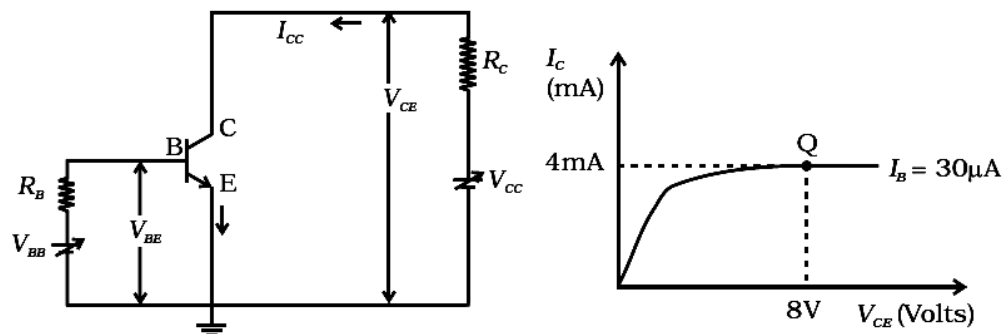 I_CC
R_C
V_CE
C
B
E
R_B
V_BE
V_BB
V_CC
I_C
(mA)
4mA
Q
I_B = 30μA
8V
V_CE (Volts)